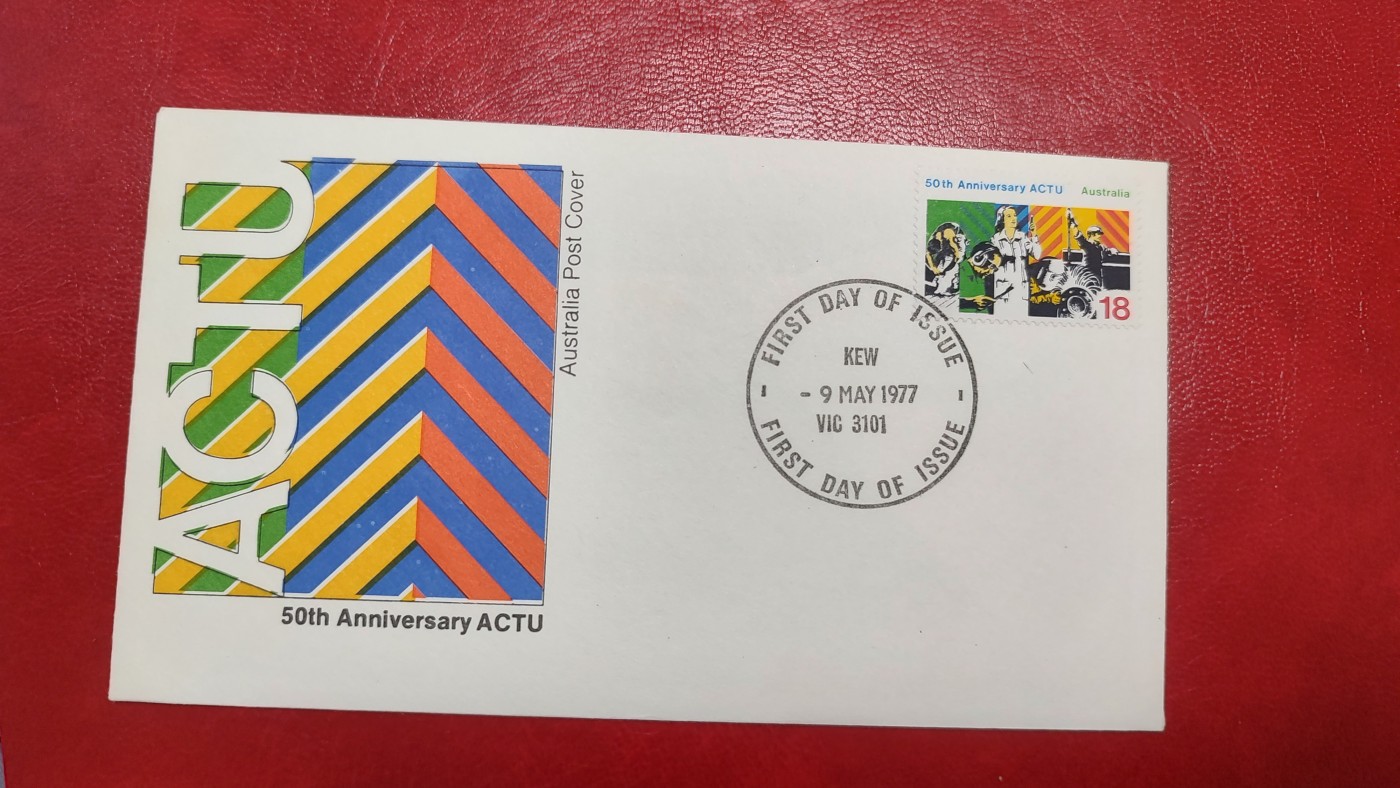 ACTU
50th Anniversary ACTU
Australia Post Cover
50th Anniversary ACTU Australia
18
FIRST DAY OF ISSUE
KEW
- 9 MAY 1977
VIC 3101
FIRST DAY OF ISSUE